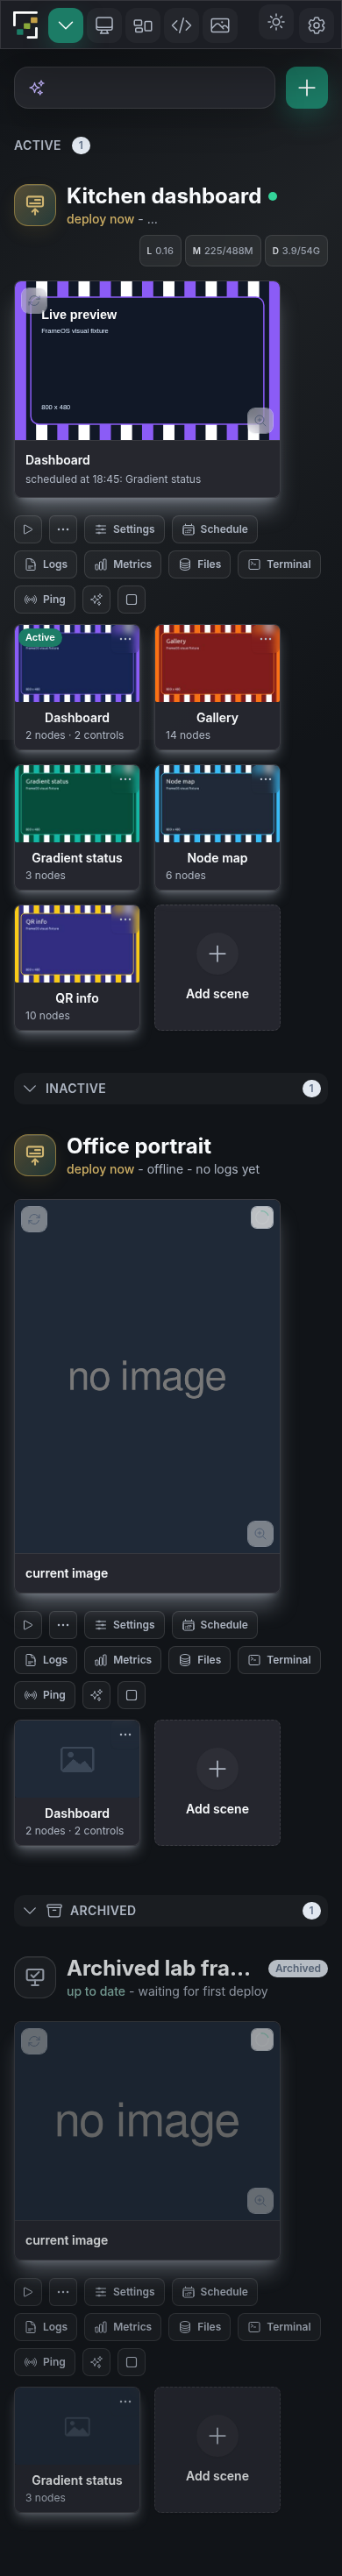 ACTIVE 1
Kitchen dashboard
deploy now - ...
L 0.16 M 225/488M D 3.9/54G
Live preview
FrameOS visual fixture
800 x 480
Dashboard
scheduled at 18:45: Gradient status
Settings Schedule
Logs Metrics Files Terminal
Ping
Active
Dashboard
2 nodes · 2 controls
Gallery
Gallery
14 nodes
Gradient status
Gradient status
3 nodes
Node map
Node map
6 nodes
QR info
QR info
10 nodes
Add scene
INACTIVE 1
Office portrait
deploy now - offline - no logs yet
no image
current image
Settings Schedule
Logs Metrics Files Terminal
Ping
Dashboard
2 nodes · 2 controls
Add scene
ARCHIVED 1
Archived lab fra... Archived
up to date - waiting for first deploy
no image
current image
Settings Schedule
Logs Metrics Files Terminal
Ping
Gradient status
3 nodes
Add scene